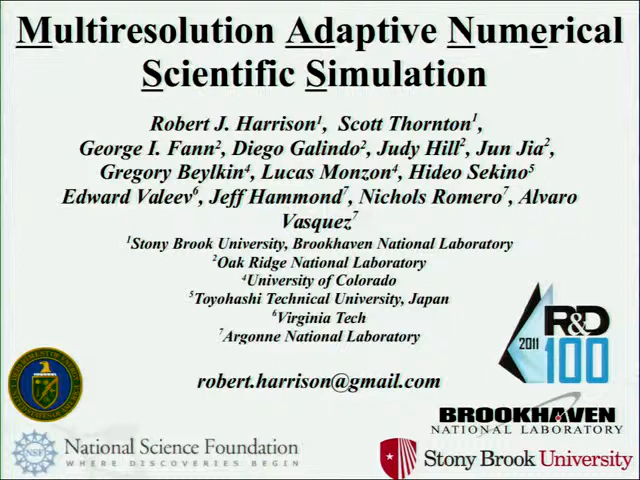 Multiresolution Adaptive Numerical
Scientific Simulation
Robert J. Harrison¹, Scott Thornton¹,
George I. Fann², Diego Galindo², Judy Hill², Jun Jia²,
Gregory Beylkin⁴, Lucas Monzon⁴, Hideo Sekino⁵
Edward Valeev⁶, Jeff Hammond⁷, Nichols Romero⁷, Alvaro
Vasquez⁷
¹Stony Brook University, Brookhaven National Laboratory
²Oak Ridge National Laboratory
⁴University of Colorado
⁵Toyohashi Technical University, Japan
⁶Virginia Tech
⁷Argonne National Laboratory
R&D
2011
100
robert.harrison@gmail.com
BROOKHAVEN
NATIONAL LABORATORY
NSF
National Science Foundation
WHERE DISCOVERIES BEGIN
Stony Brook University